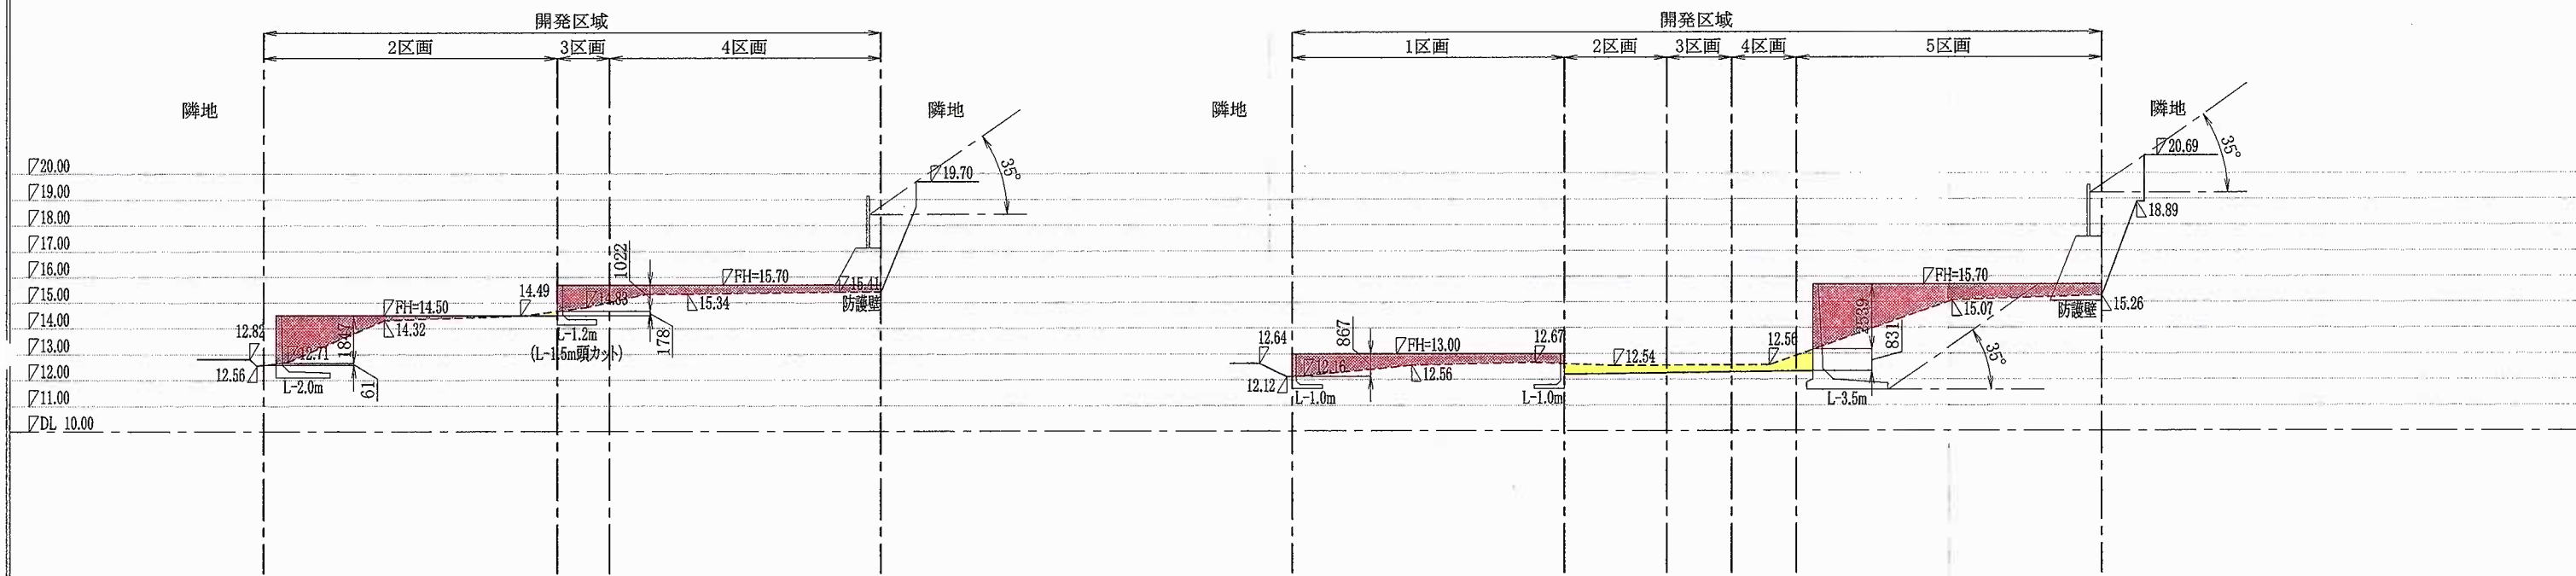 開発区域
2区画 3区画 4区画
隣地
隣地
35°
19.70
▽20.00
▽19.00
▽18.00
▽17.00
▽16.00
▽15.00
▽14.00
▽13.00
▽12.00
▽11.00
▽DL 10.00
1022
FH=15.70
15.41
14.49
14.83
15.34
防護壁
FH=14.50
14.32
12.82
12.71
1847
L-1.2m
(L-1.5m頭カット)
178
12.56
L-2.0m
61
開発区域
1区画 2区画 3区画 4区画 5区画
隣地
隣地
20.69
35°
18.89
FH=15.70
15.07
防護壁
15.26
12.64
867
FH=13.00
12.67
12.54
12.56
2539
831
35°
12.16
12.56
12.12
L-1.0m
L-1.0m
L-3.5m